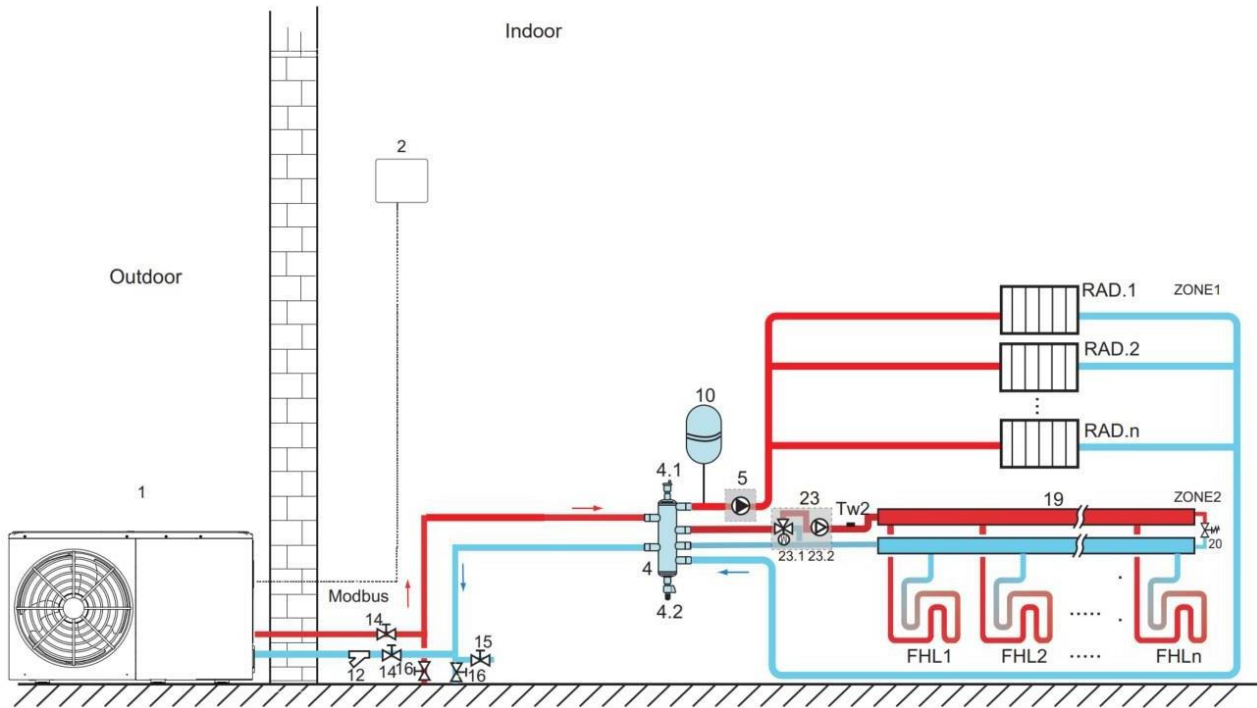 Indoor
2
Outdoor
RAD.1
ZONE1
RAD.2
RAD.n
10
4.1
5
1
23
Tw2
19
ZONE2
20
4
23.1
23.2
Modbus
4.2
14
15
12
14
16
16
FHL1
FHL2
.....
FHLn